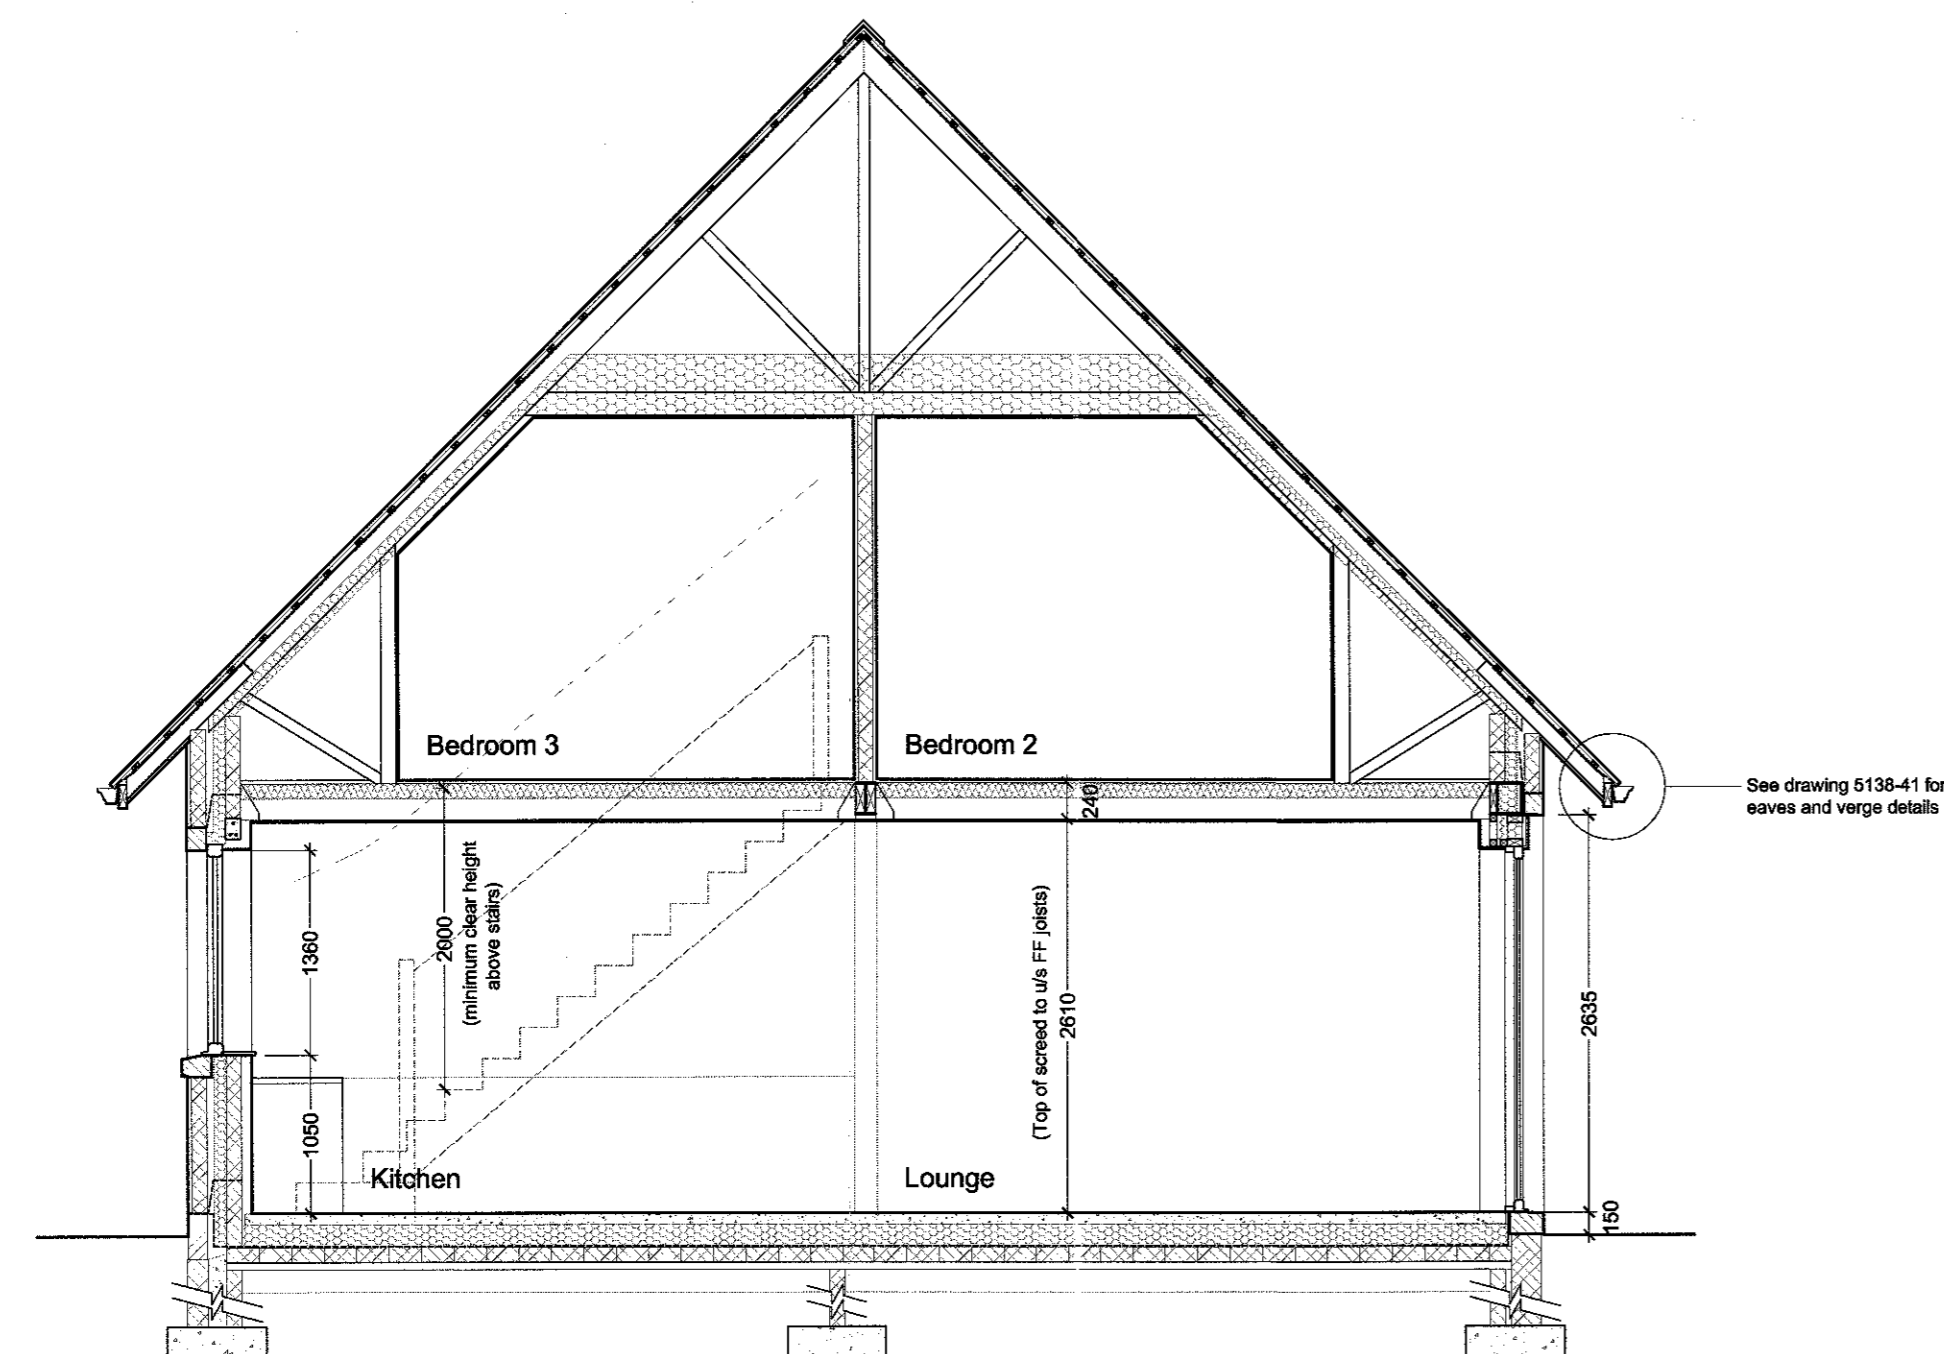 Bedroom 3
Bedroom 2
240
See drawing 5138-41 for
eaves and verge details
1360
2000
(minimum clear height
above stairs)
(Top of screed to u/s FF joists)
2610
2635
1050
Kitchen
Lounge
150